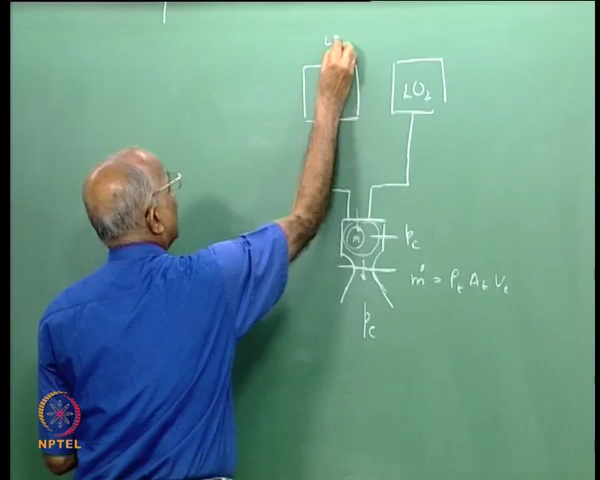 L
LO₂
m
p_c
ṁ = ρ_t A_t V_t
p_c
NPTEL